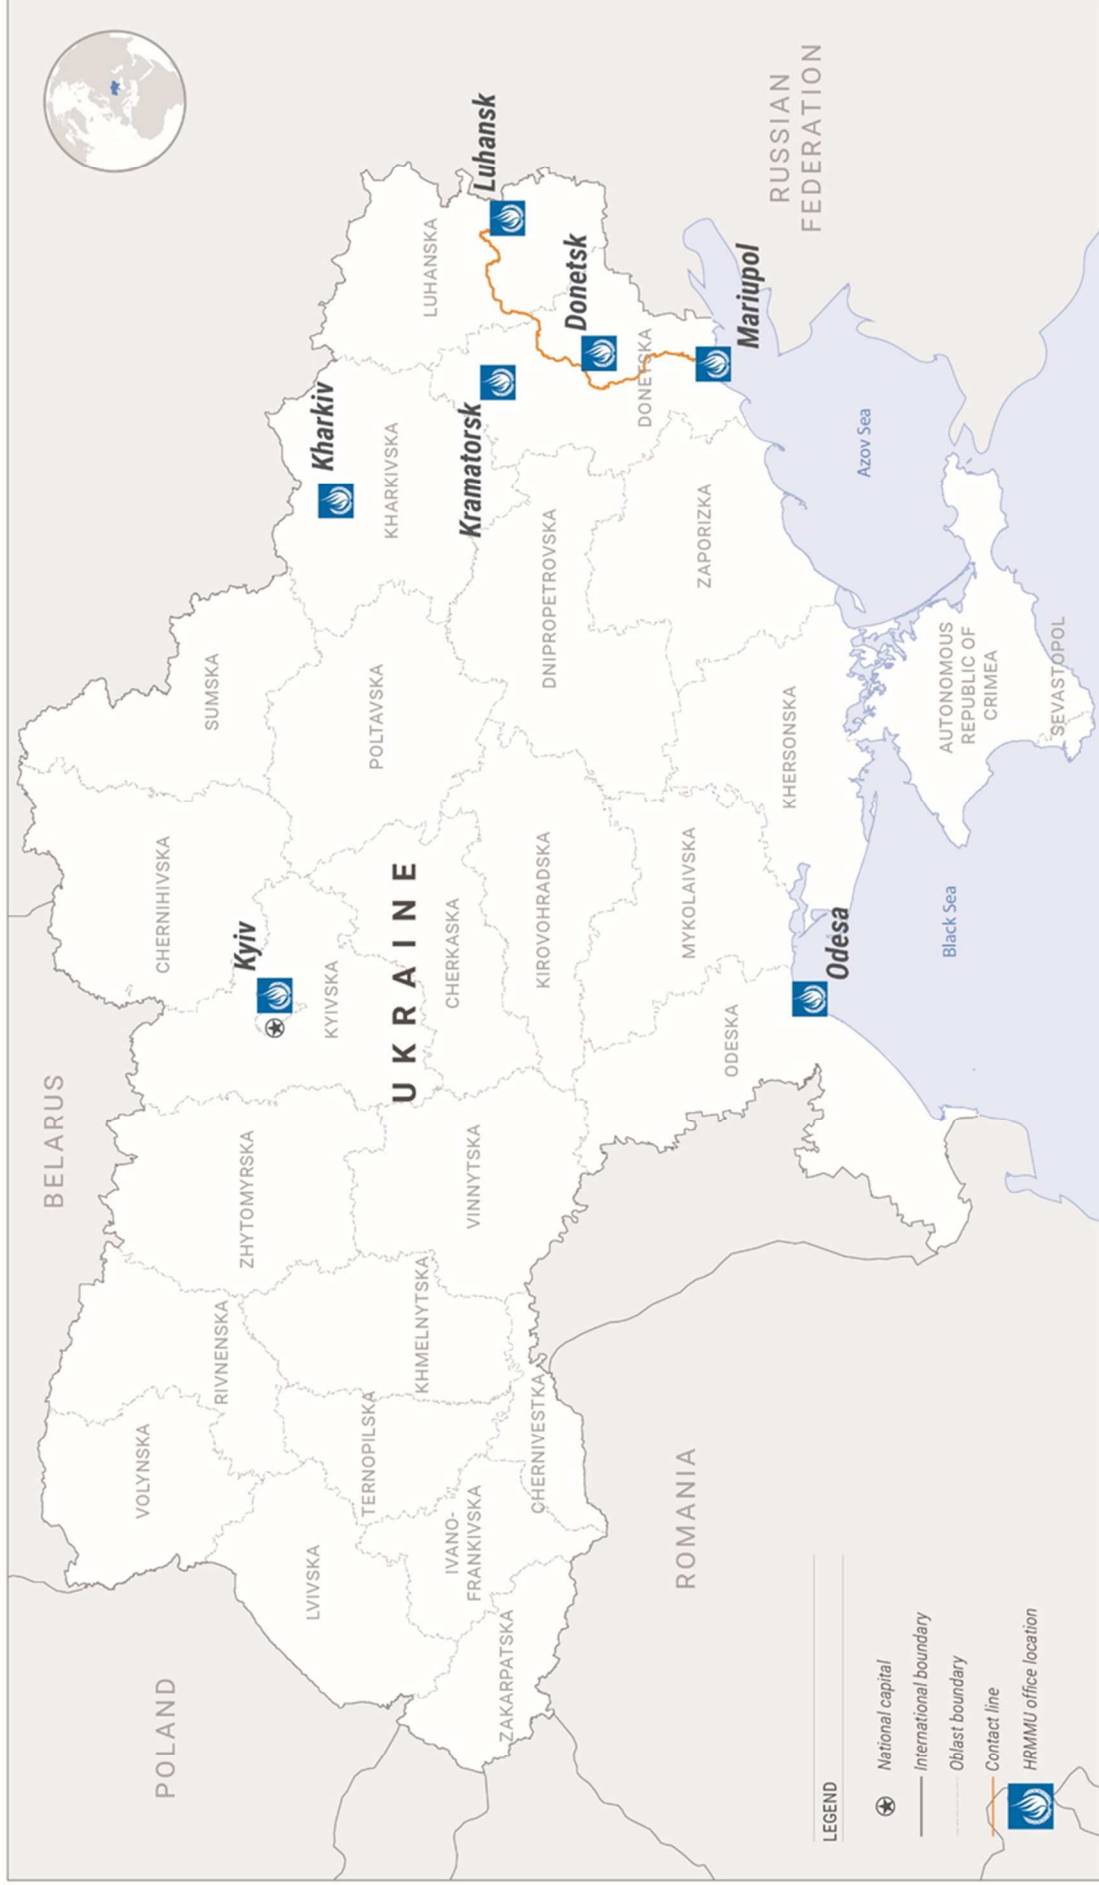 BELARUS
POLAND
ROMANIA
RUSSIAN
FEDERATION
UKRAINE
VOLYNSKA
RIVNENSKA
ZHYTOMYRSKA
Kyiv
KYIVSKA
CHERNIHIVSKA
SUMSKA
LVIVSKA
TERNOPILSKA
KHMELNYTSKA
VINNYTSKA
CHERKASKA
POLTAVSKA
Kharkiv
KHARKIVSKA
LUHANSKA
Luhansk
ZAKARPATSKA
IVANO-
FRANKIVSKA
CHERNIVESTKA
KIROVOHRADSKA
DNIPROPETROVSKA
Kramatorsk
Donetsk
DONETSKA
Mariupol
ODESKA
Odesa
MYKOLAIVSKA
KHERSONSKA
ZAPORIZKA
AUTONOMOUS
REPUBLIC OF
CRIMEA
SEVASTOPOL
Azov Sea
Black Sea
LEGEND
National capital
International boundary
Oblast boundary
Contact line
HRMMU office location